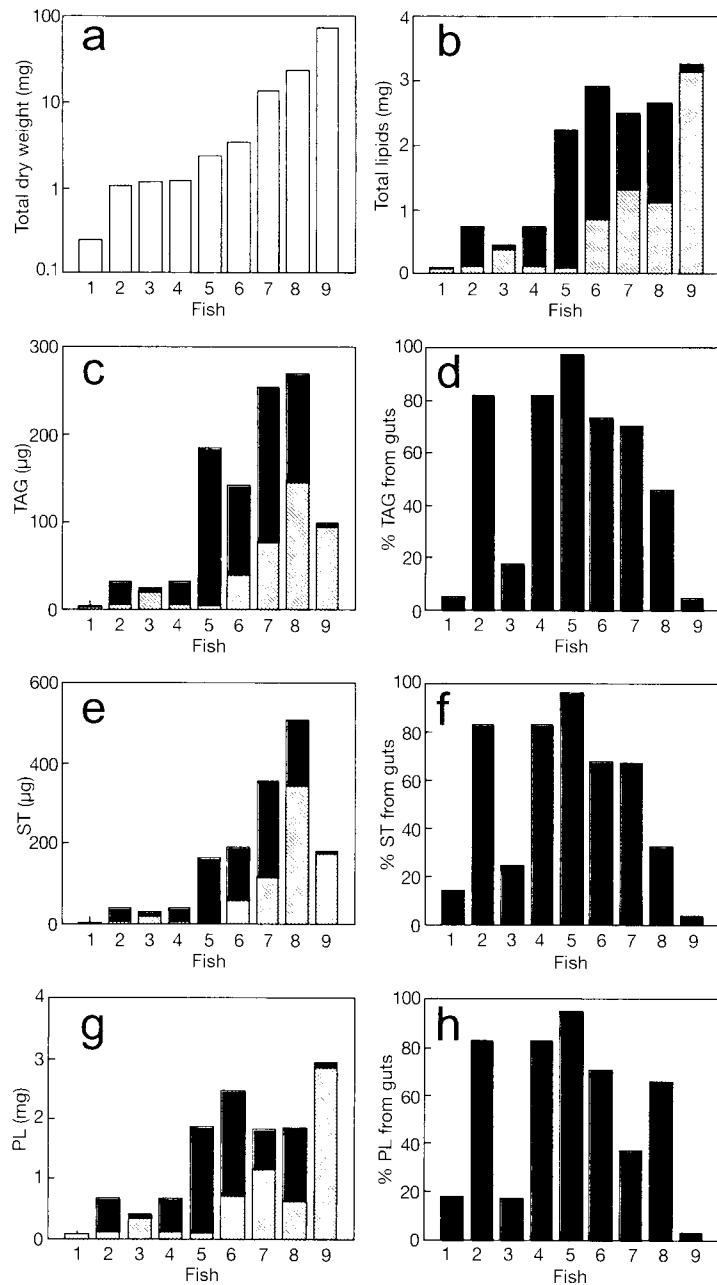 a
Total dry weight (mg)
100
10
1
0.1
1 2 3 4 5 6 7 8 9
Fish
b
Total lipids (mg)
4
3
2
1
0
1 2 3 4 5 6 7 8 9
Fish
c
TAG (µg)
300
200
100
0
1 2 3 4 5 6 7 8 9
Fish
d
% TAG from guts
100
80
60
40
20
0
1 2 3 4 5 6 7 8 9
Fish
e
ST (µg)
600
400
200
0
1 2 3 4 5 6 7 8 9
Fish
f
% ST from guts
100
80
60
40
20
0
1 2 3 4 5 6 7 8 9
Fish
g
PL (mg)
4
3
2
1
0
1 2 3 4 5 6 7 8 9
Fish
h
% PL from guts
100
80
60
40
20
0
1 2 3 4 5 6 7 8 9
Fish